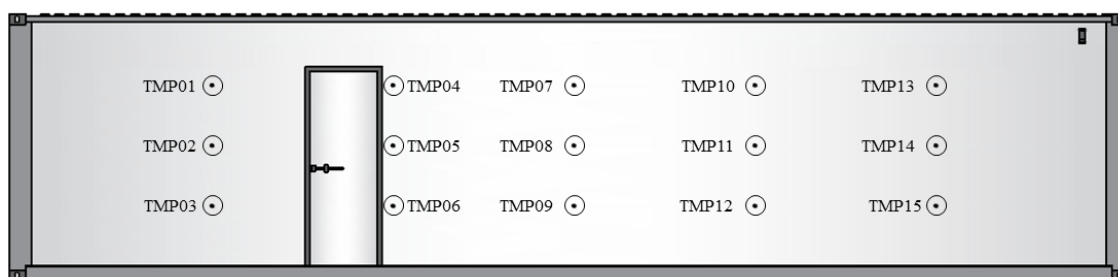 TMP01 TMP04 TMP07 TMP10 TMP13
TMP02 TMP05 TMP08 TMP11 TMP14
TMP03 TMP06 TMP09 TMP12 TMP15